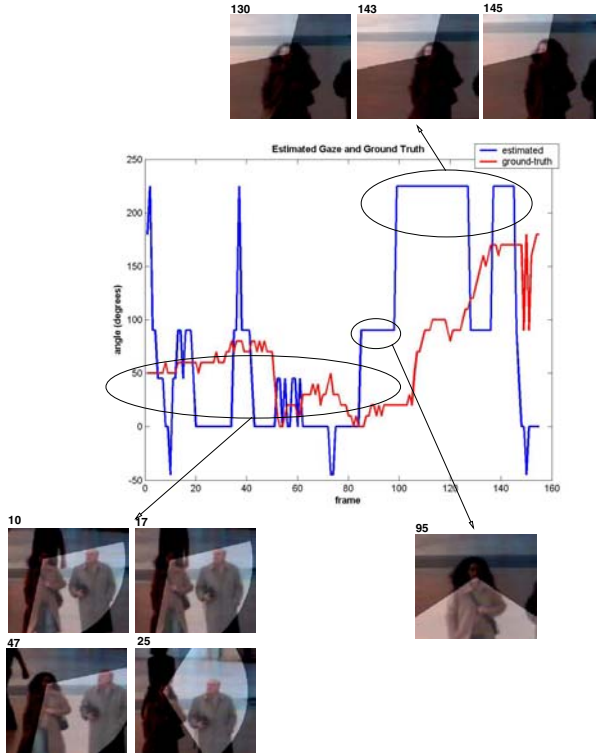 130 143 145
Estimated Gaze and Ground Truth
estimated
ground-truth
250
200
150
100
50
0
-50
angle (degrees)
0 20 40 60 80 100 120 140 160
frame
10 17
95
47 25